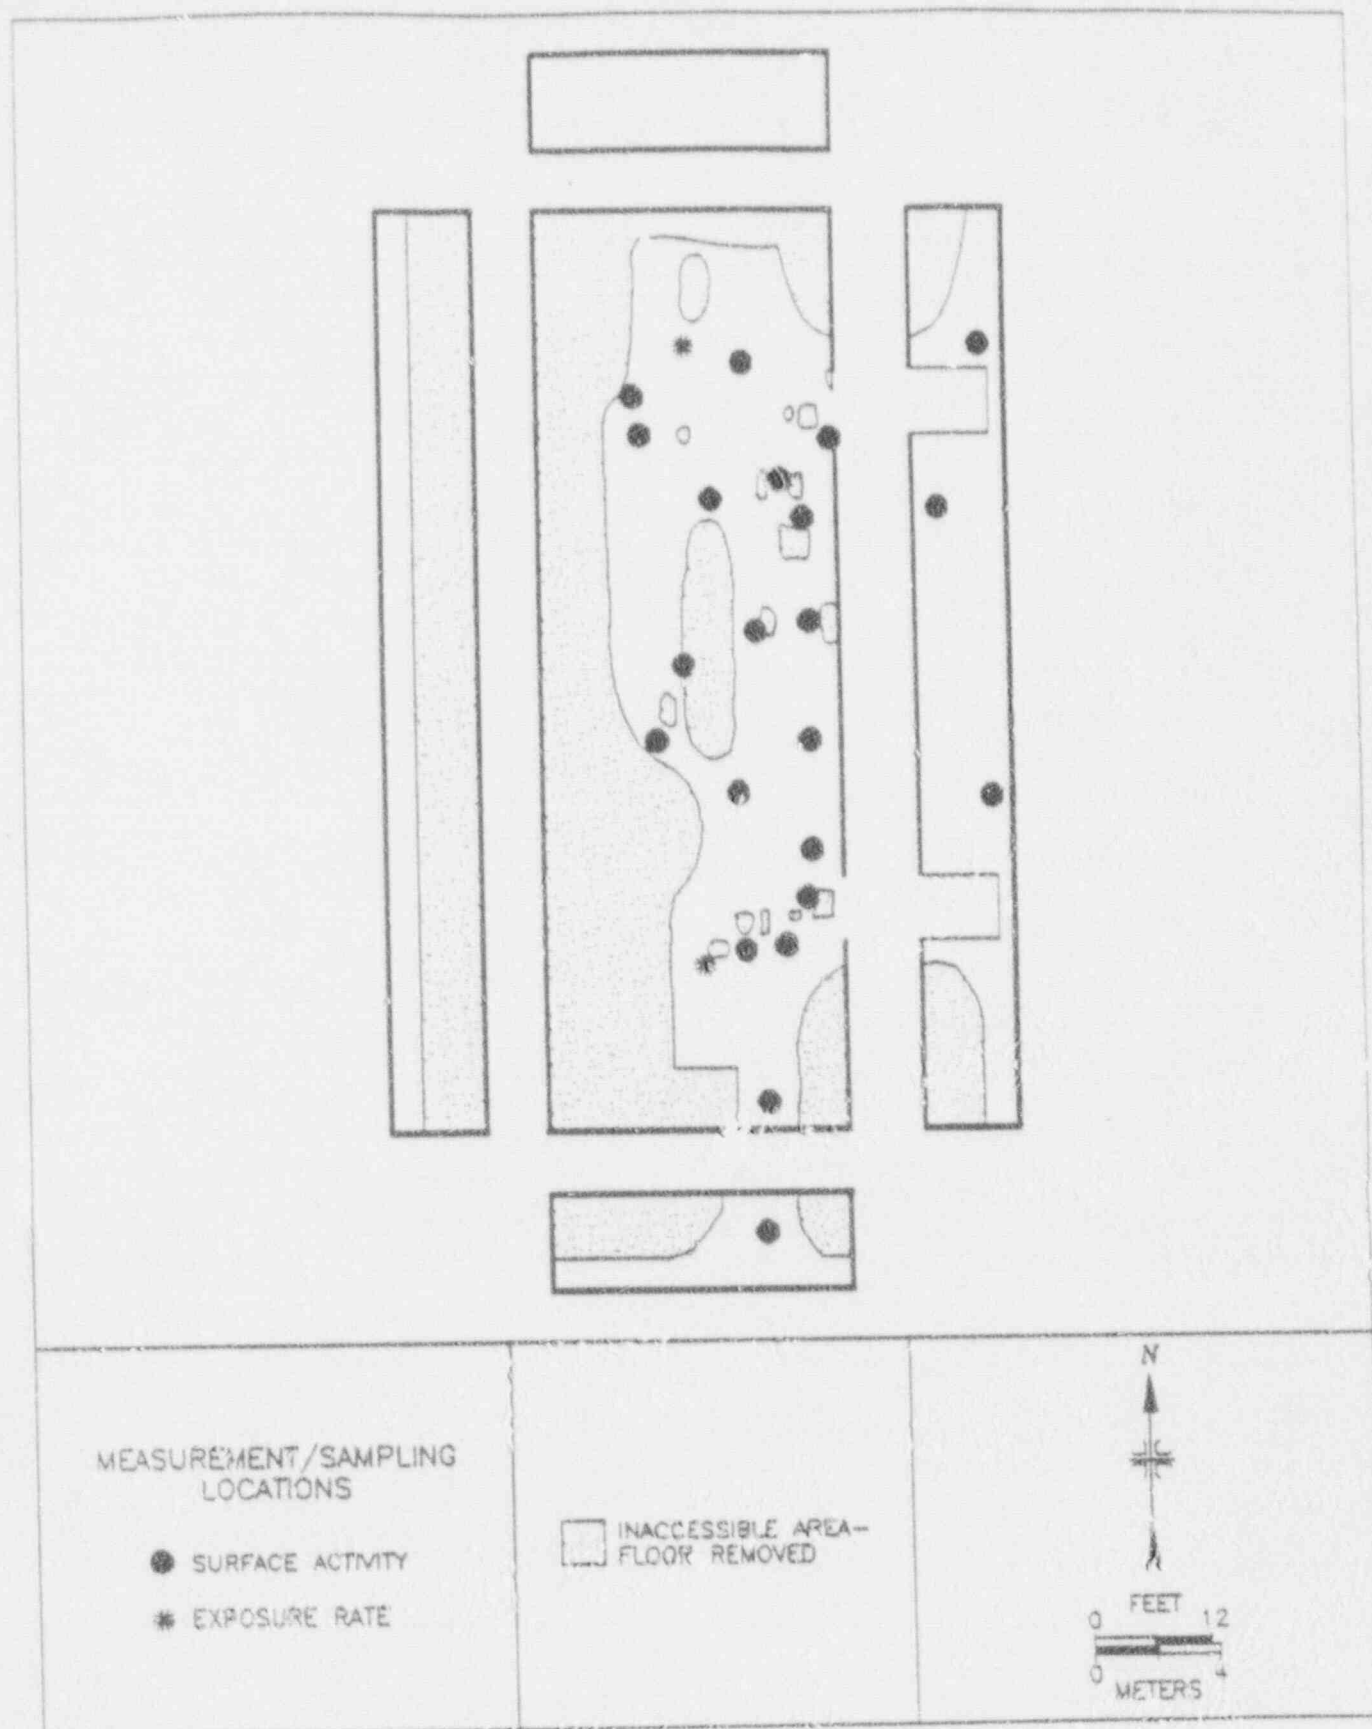 MEASUREMENT/SAMPLING
LOCATIONS
SURFACE ACTIVITY
EXPOSURE RATE
INACCESSIBLE AREA-
FLOOR REMOVED
N
FEET
0 12
0 4
METERS